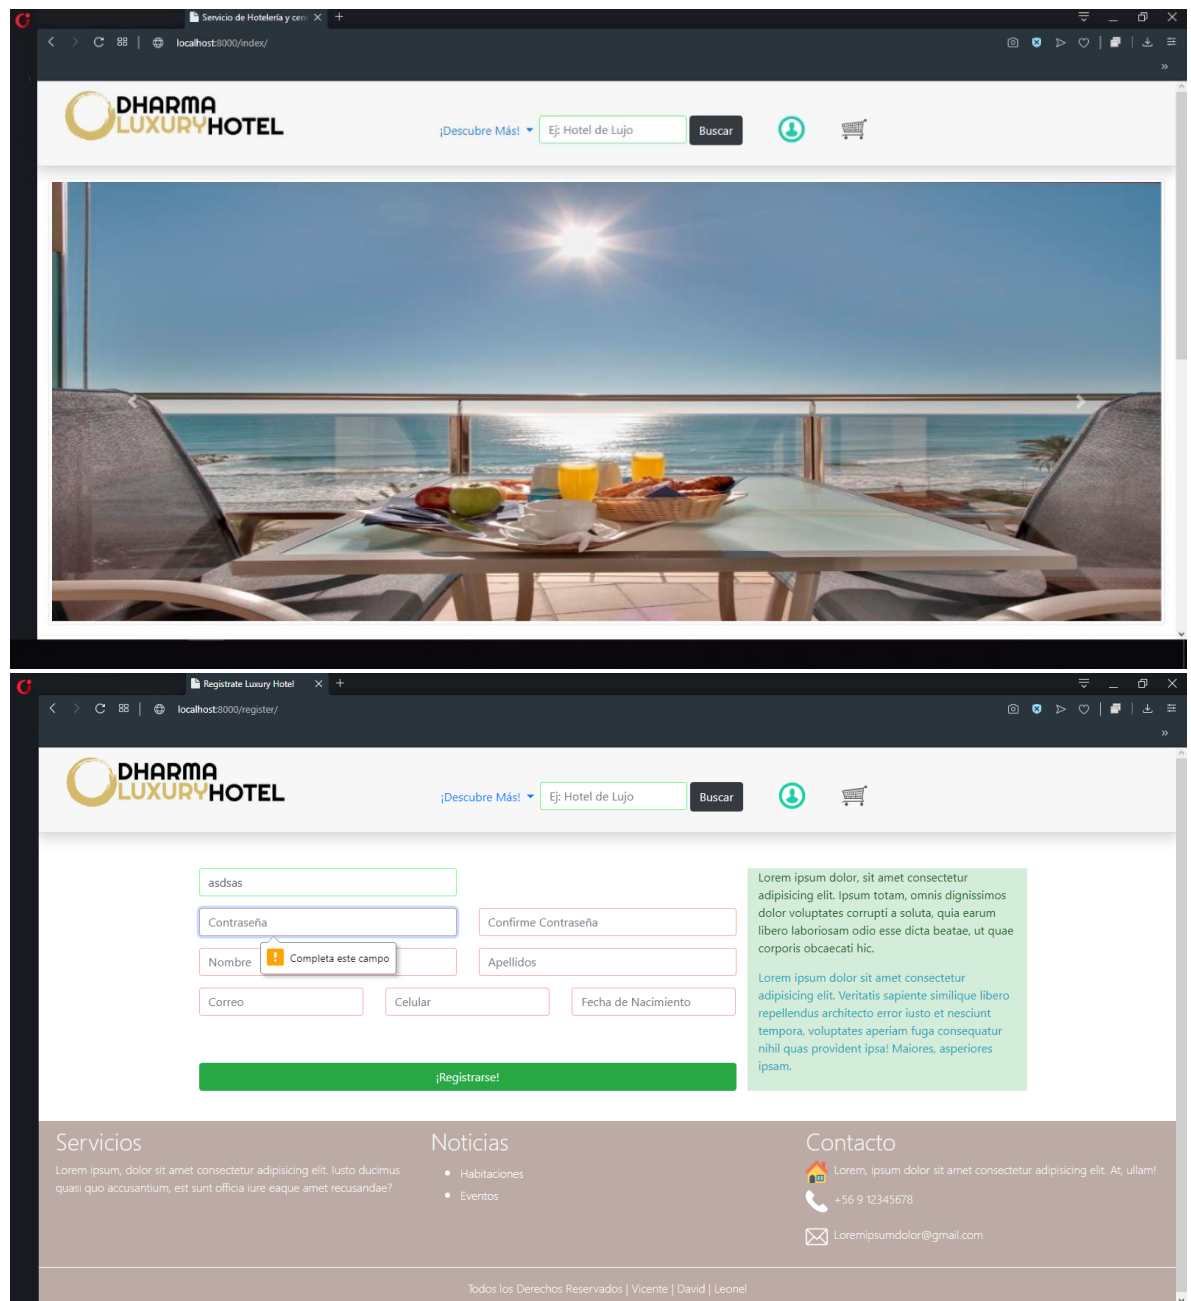 Servicio de Hotelería y cent
localhost:8000/index/
DHARMA
LUXURYHOTEL
¡Descubre Más!
Ej: Hotel de Lujo
Buscar
Registrate Luxury Hotel
localhost:8000/register/
DHARMA
LUXURYHOTEL
¡Descubre Más!
Ej: Hotel de Lujo
Buscar
asdsas
Contraseña
Confirme Contraseña
Completa este campo
Nombre
Apellidos
Correo
Celular
Fecha de Nacimiento
¡Registrarse!
Lorem ipsum dolor, sit amet consectetur
adipisicing elit. Ipsum totam, omnis dignissimos
dolor voluptates corrupti a soluta, quia earum
libero laboriosam odio esse dicta beatae, ut quae
corporis obcaecati hic.
Lorem ipsum dolor sit amet consectetur
adipisicing elit. Veritatis sapiente similique libero
repellendus architecto error iusto et nesciunt
tempora, voluptates aperiam fuga consequatur
nihil quas provident ipsa! Maiores, asperiores
ipsam.
Servicios
Lorem ipsum, dolor sit amet consectetur adipisicing elit. Iusto ducimus
quasi quo accusantium, est sunt officia iure eaque amet recusandae?
Noticias
Habitaciones
Eventos
Contacto
Lorem, ipsum dolor sit amet consectetur adipisicing elit. At, ullam!
+56 9 12345678
Loremipsumdolor@gmail.com
Todos los Derechos Reservados | Vicente | David | Leonel